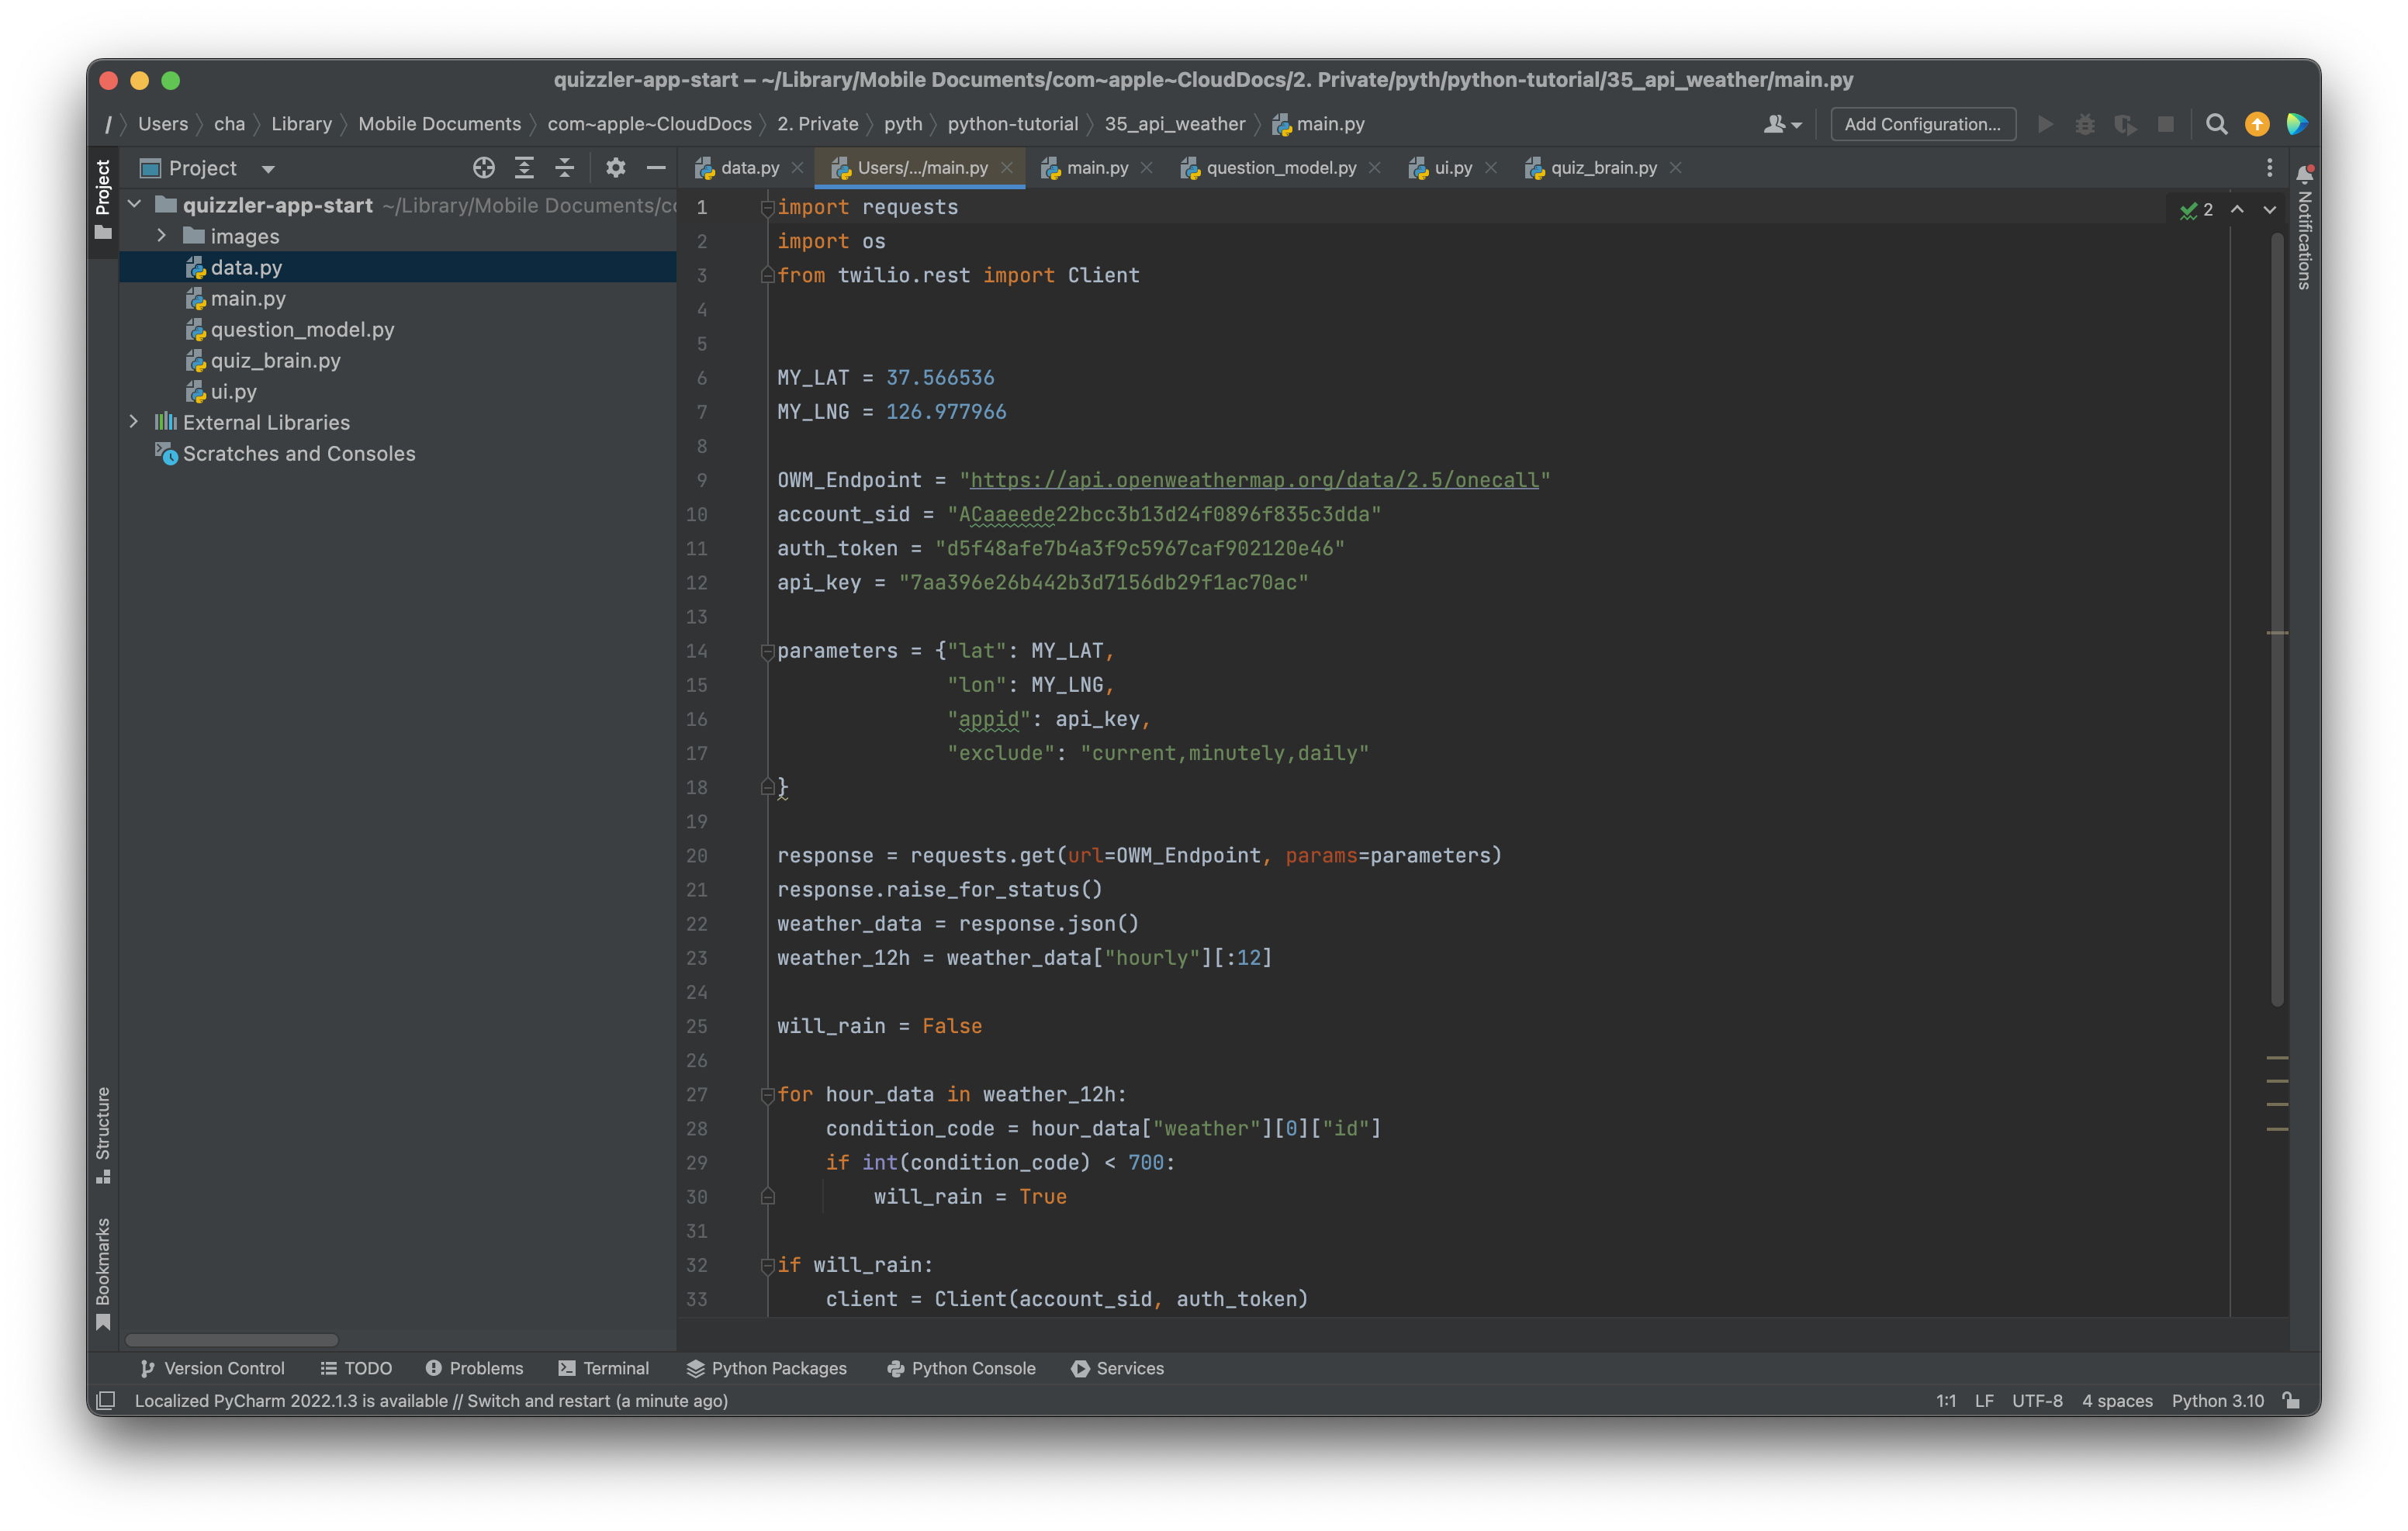 quizzler-app-start – ~/Library/Mobile Documents/com~apple~CloudDocs/2. Private/pyth/python-tutorial/35_api_weather/main.py
/ Users cha Library Mobile Documents com~apple~CloudDocs 2. Private pyth python-tutorial 35_api_weather main.py Add Configuration...
Project
Project
data.py Users/.../main.py main.py question_model.py ui.py quiz_brain.py
Notifications
quizzler-app-start ~/Library/Mobile Documents/
images
data.py
main.py
question_model.py
quiz_brain.py
ui.py
External Libraries
Scratches and Consoles
2
1 import requests
2 import os
3 from twilio.rest import Client
4
5
6 MY_LAT = 37.566536
7 MY_LNG = 126.977966
8
9 OWM_Endpoint = "https://api.openweathermap.org/data/2.5/onecall"
10 account_sid = "ACaaeede22bcc3b13d24f0896f835c3dda"
11 auth_token = "d5f48afe7b4a3f9c5967caf902120e46"
12 api_key = "7aa396e26b442b3d7156db29f1ac70ac"
13
14 parameters = {"lat": MY_LAT,
15 "lon": MY_LNG,
16 "appid": api_key,
17 "exclude": "current,minutely,daily"
18 }
19
20 response = requests.get(url=OWM_Endpoint, params=parameters)
21 response.raise_for_status()
22 weather_data = response.json()
23 weather_12h = weather_data["hourly"][:12]
24
25 will_rain = False
26
27 for hour_data in weather_12h:
28 condition_code = hour_data["weather"][0]["id"]
29 if int(condition_code) < 700:
30 will_rain = True
31
32 if will_rain:
33 client = Client(account_sid, auth_token)
Structure
Bookmarks
Version Control TODO Problems Terminal Python Packages Python Console Services
Localized PyCharm 2022.1.3 is available // Switch and restart (a minute ago) 1:1 LF UTF-8 4 spaces Python 3.10